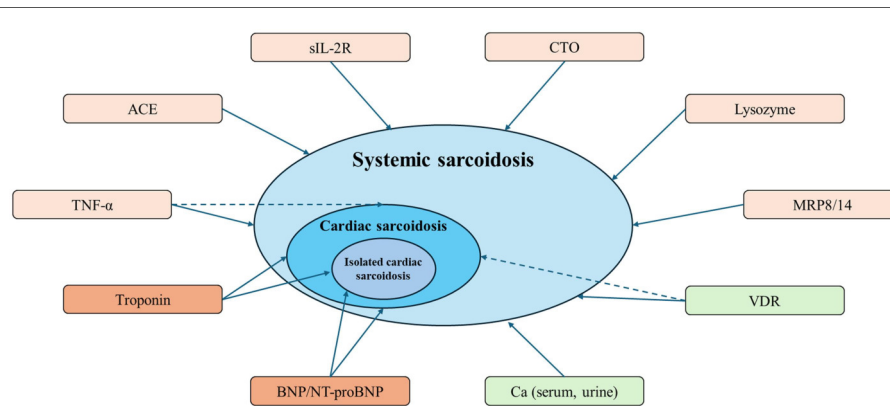 sIL-2R
CTO
ACE
Lysozyme
Systemic sarcoidosis
TNF-α
MRP8/14
Cardiac sarcoidosis
Isolated cardiac
sarcoidosis
Troponin
VDR
BNP/NT-proBNP
Ca (serum, urine)